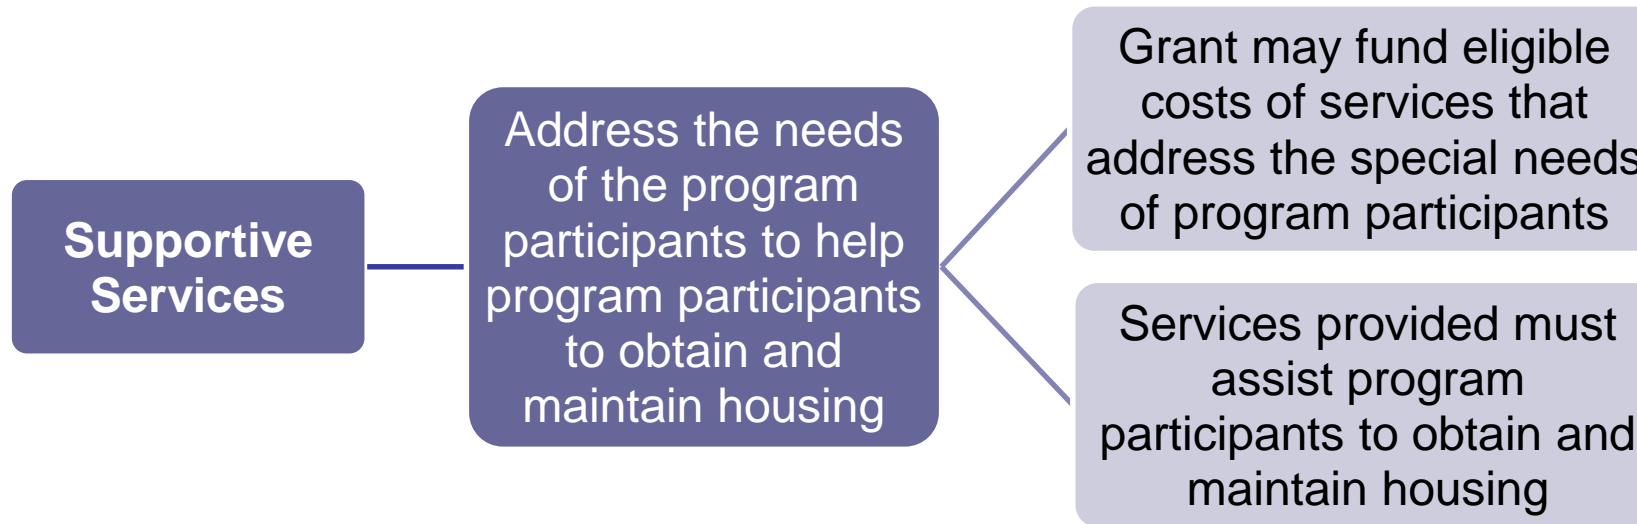 Supportive
Services
Address the needs
of the program
participants to help
program participants
to obtain and
maintain housing
Grant may fund eligible
costs of services that
address the special needs
of program participants
Services provided must
assist program
participants to obtain and
maintain housing